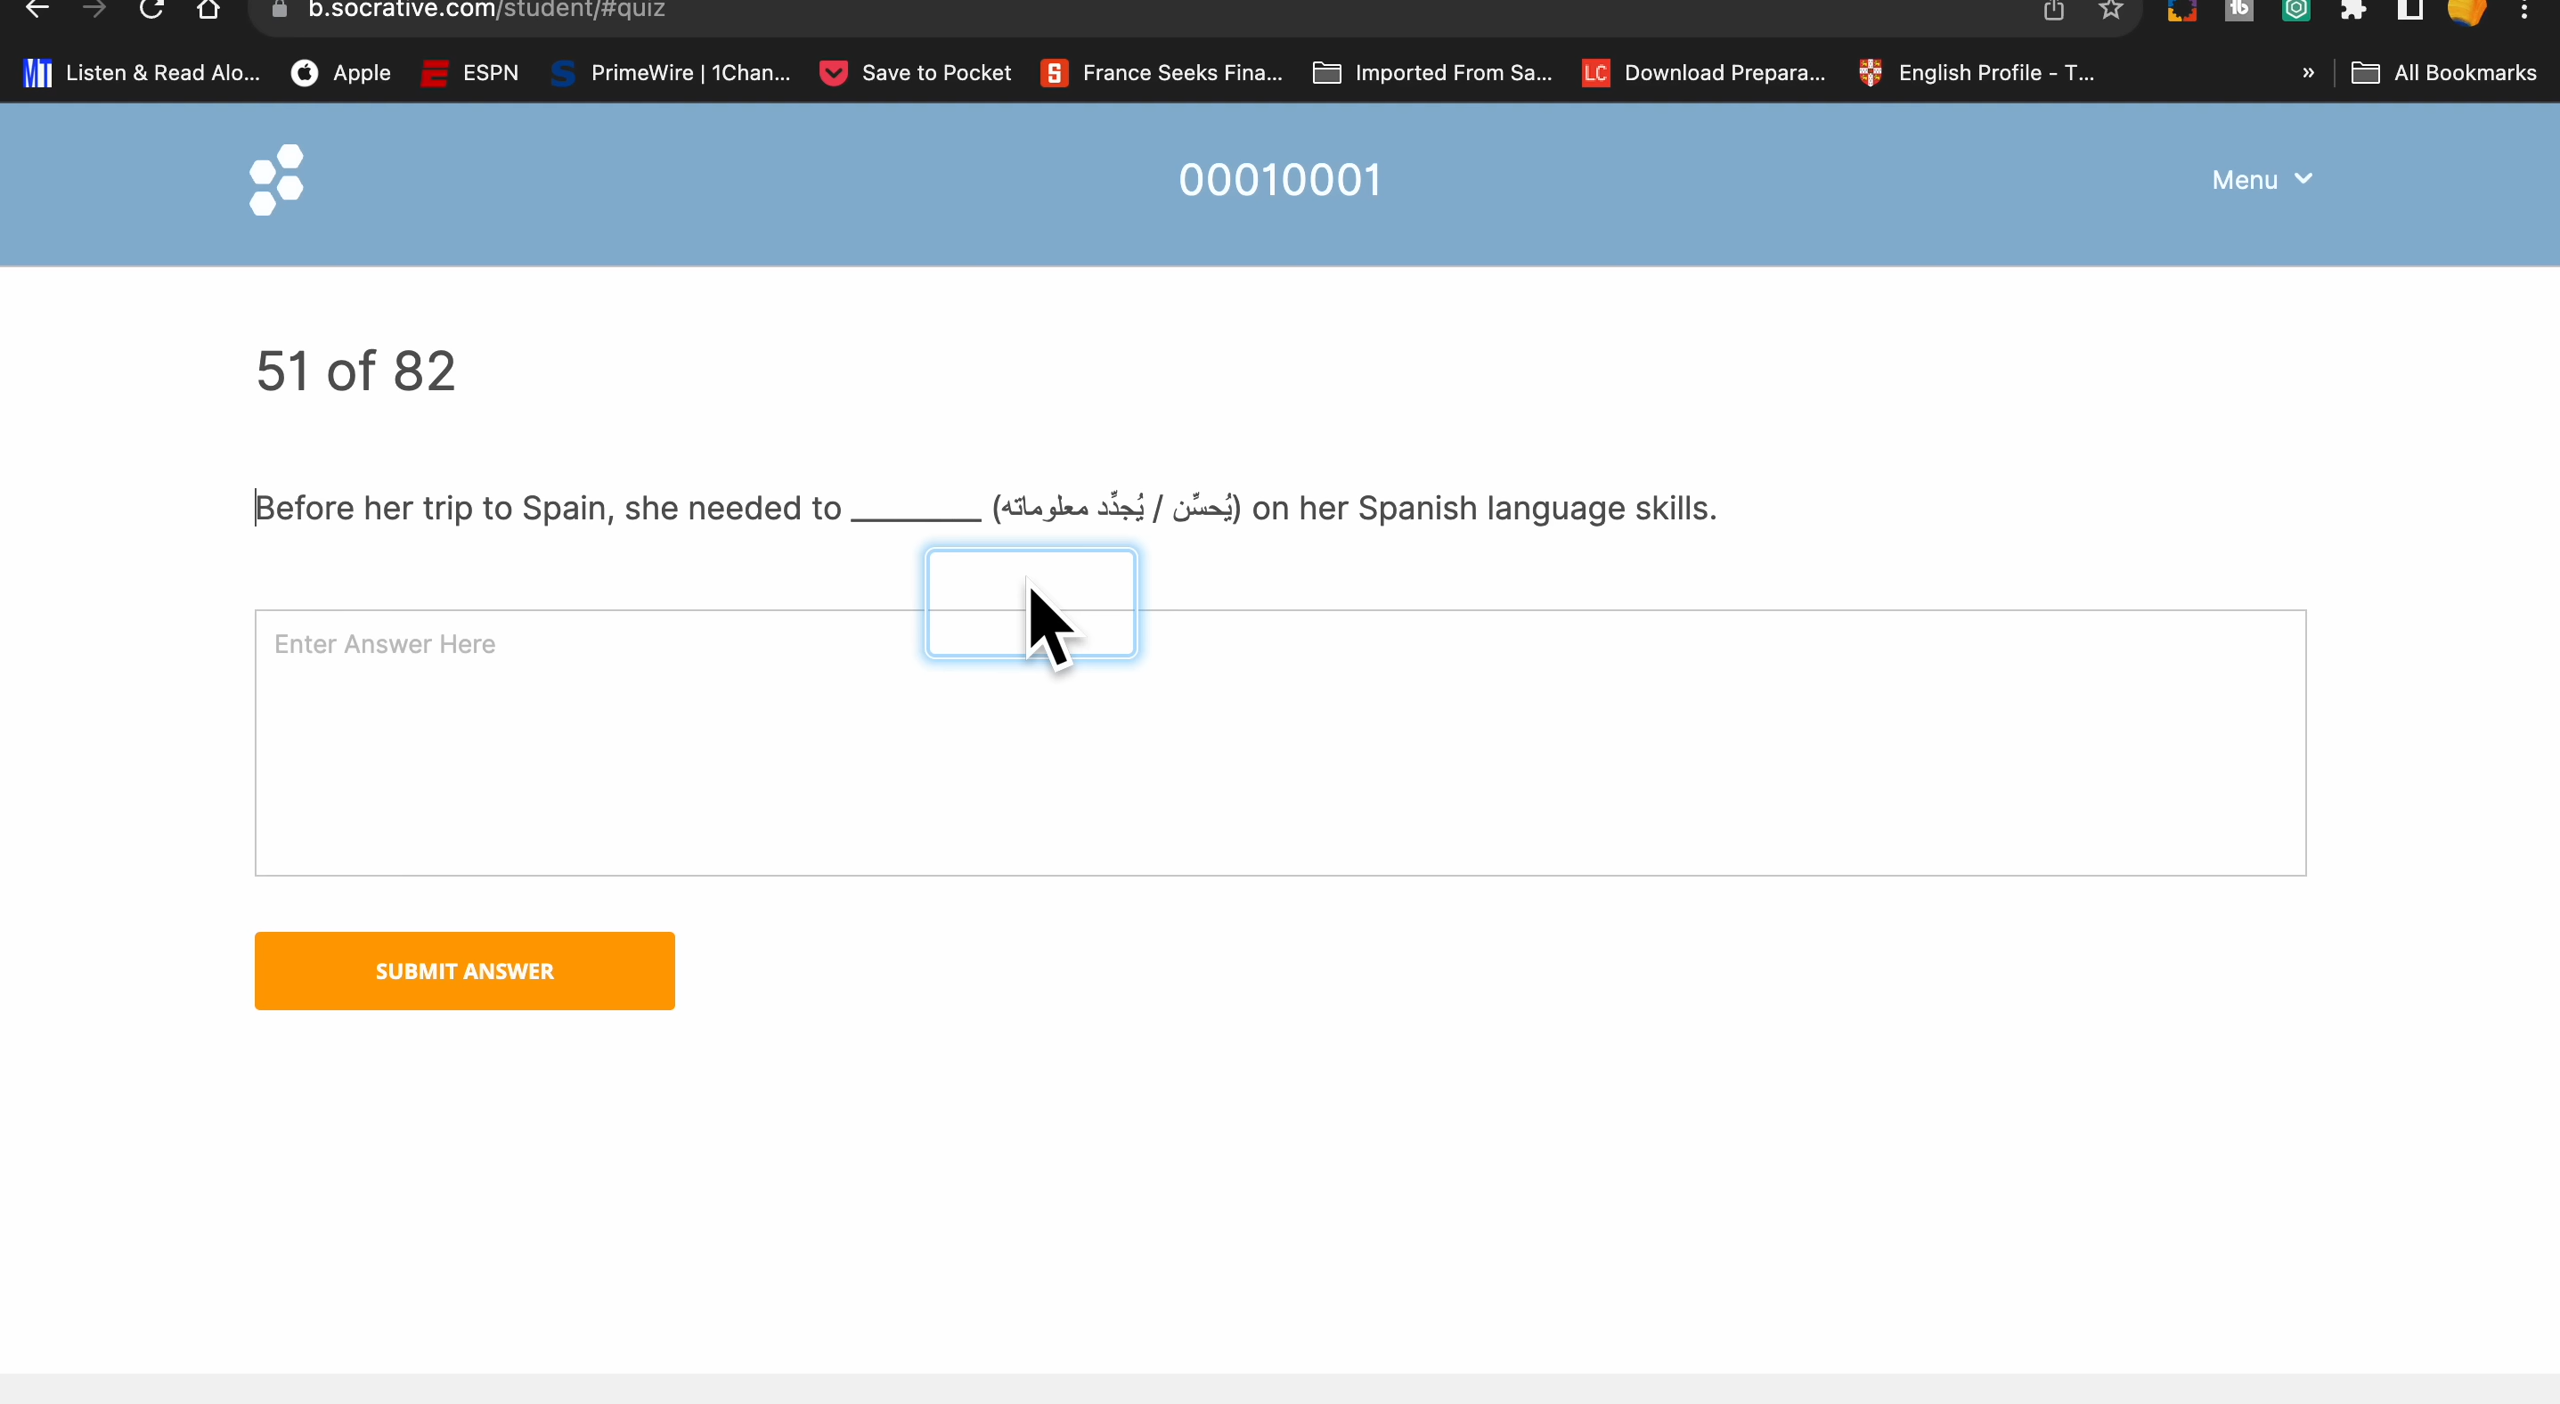 b.socrative.com/student/#quiz
Listen & Read Alo... Apple ESPN PrimeWire | 1Chan... Save to Pocket France Seeks Fina... Imported From Sa... Download Prepara... English Profile - T... » All Bookmarks
00010001
Menu
51 of 82
Before her trip to Spain, she needed to ________ (يُحسِّن / يُجدِّد معلوماته) on her Spanish language skills.
Enter Answer Here
SUBMIT ANSWER